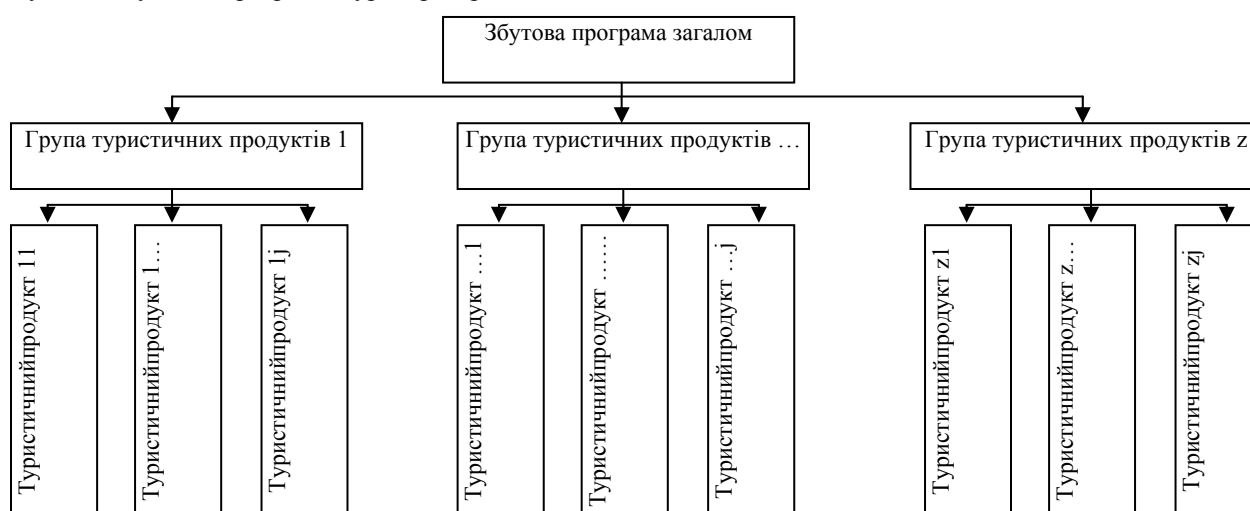 Збутова програма загалом
Група туристичних продуктів 1
Група туристичних продуктів …
Група туристичних продуктів z
Туристичнийпродукт 11
Туристичнийпродукт 1…
Туристичнийпродукт 1j
Туристичнийпродукт …1
Туристичнийпродукт ……
Туристичнийпродукт …j
Туристичнийпродукт z1
Туристичнийпродукт z…
Туристичнийпродукт zj